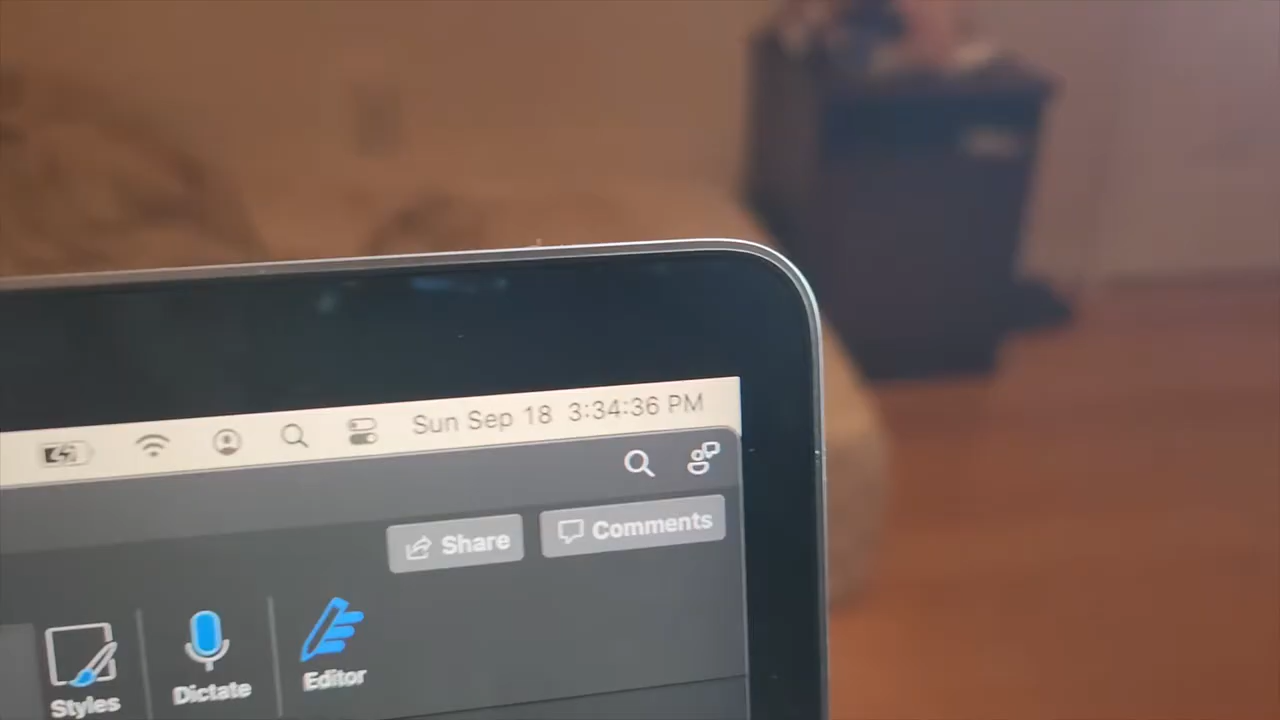 Sun Sep 18 3:34:36 PM
Share
Comments
Styles
Dictate
Editor